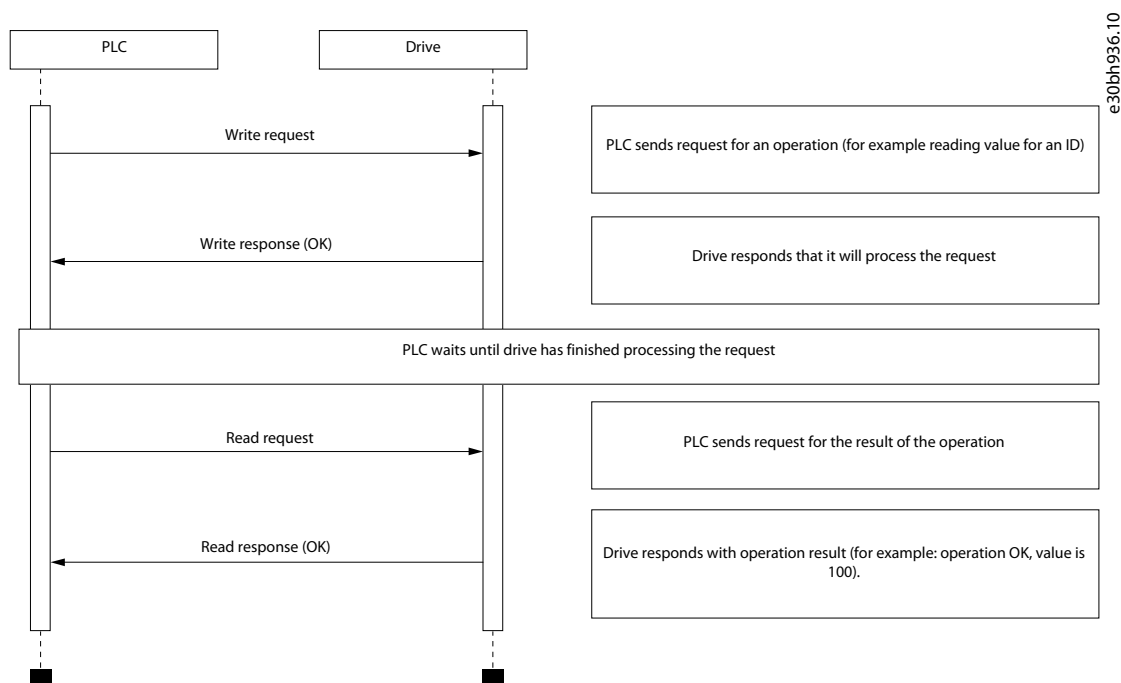 PLC
Drive
e30bh936.10
Write request
PLC sends request for an operation (for example reading value for an ID)
Write response (OK)
Drive responds that it will process the request
PLC waits until drive has finished processing the request
Read request
PLC sends request for the result of the operation
Read response (OK)
Drive responds with operation result (for example: operation OK, value is
100).